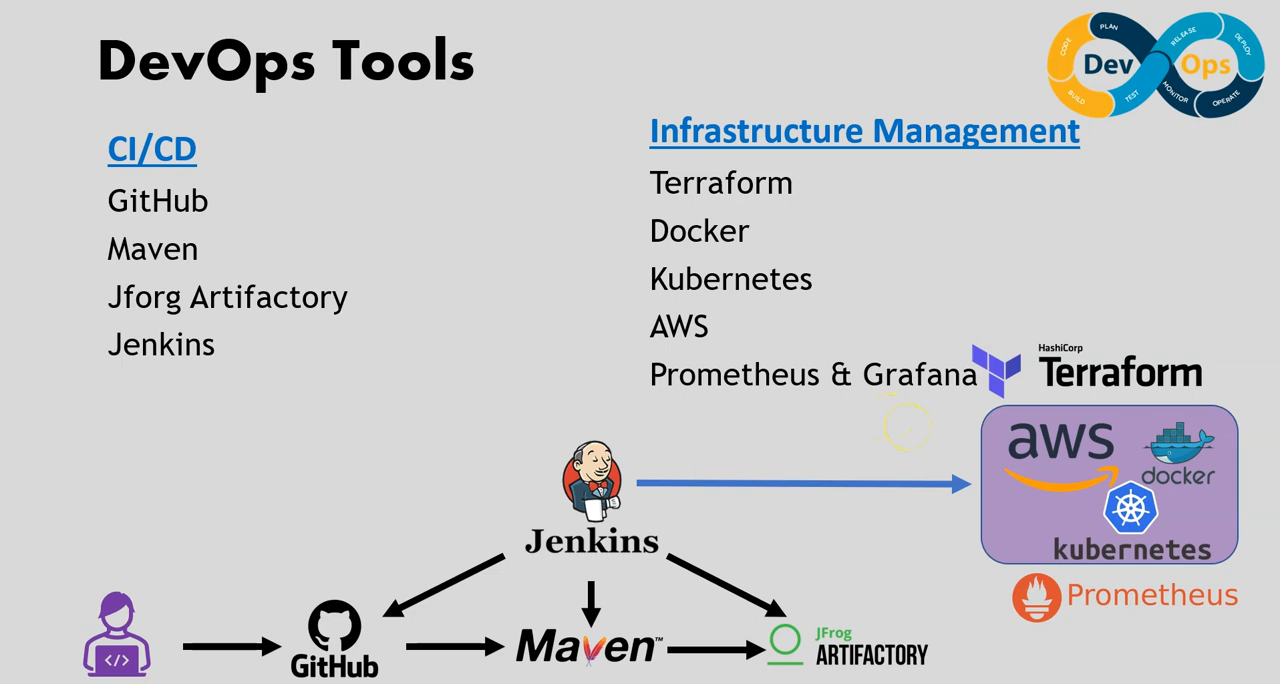 DevOps Tools
CODE
PLAN
BUILD
TEST
RELEASE
DEPLOY
OPERATE
MONITOR
Dev Ops
CI/CD
GitHub
Maven
Jforg Artifactory
Jenkins
Infrastructure Management
Terraform
Docker
Kubernetes
AWS
Prometheus & Grafana
HashiCorp
Terraform
aws
docker
kubernetes
Prometheus
Jenkins
</>
GitHub
Maven™
JFrog
ARTIFACTORY